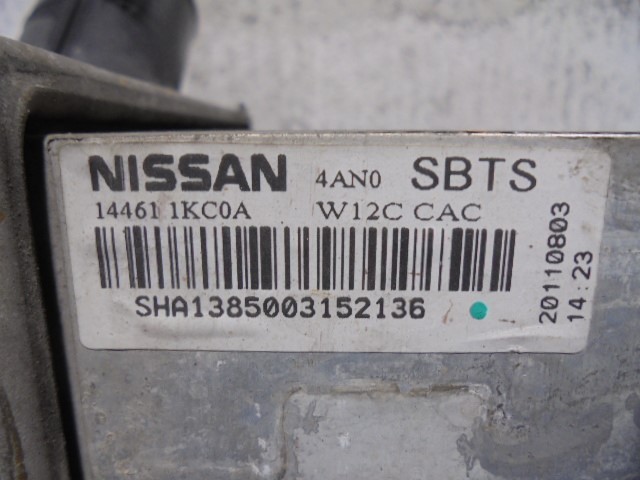 NISSAN 4AN0 SBTS
14461 1KC0A W12C CAC
SHA1385003152136
20110803
14:23